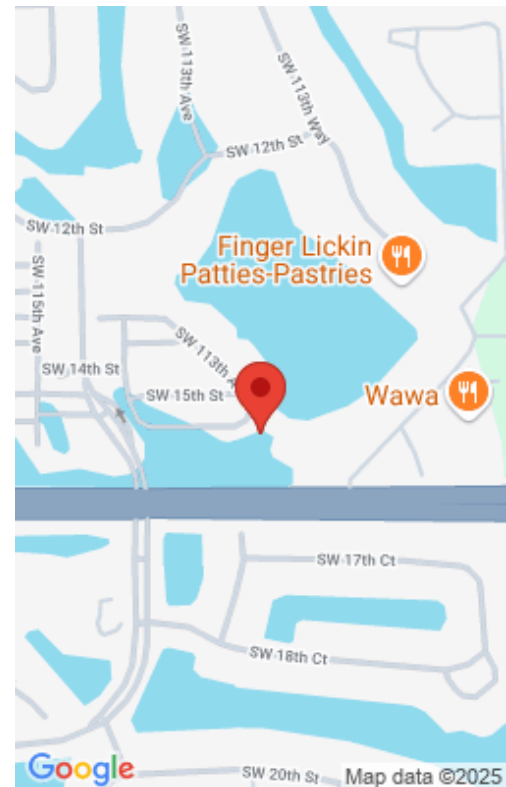 SW 113th Ave
SW 113th Way
SW 12th St
SW 12th St
Finger Lickin
Patties-Pastries
SW 115th Ave
SW 113th A
SW 14th St
SW 15th St
Wawa
SW 17th Ct
SW 18th Ct
SW 20th St
Google
Map data ©2025